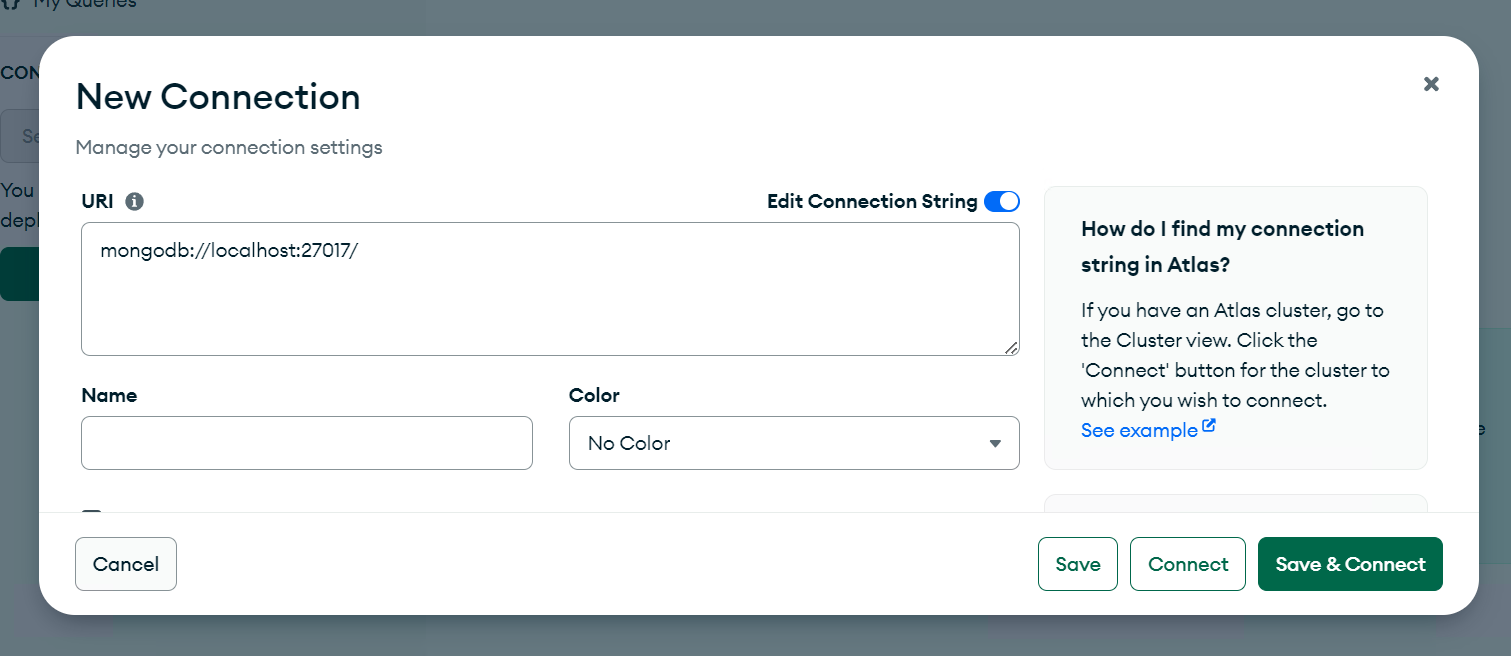 My Queries
CON
New Connection
Manage your connection settings
Se
You
depl
URI
Edit Connection String
mongodb://localhost:27017/
Name
Color
No Color
How do I find my connection
string in Atlas?
If you have an Atlas cluster, go to
the Cluster view. Click the
'Connect' button for the cluster to
which you wish to connect.
See example
e
Cancel
Save
Connect
Save & Connect